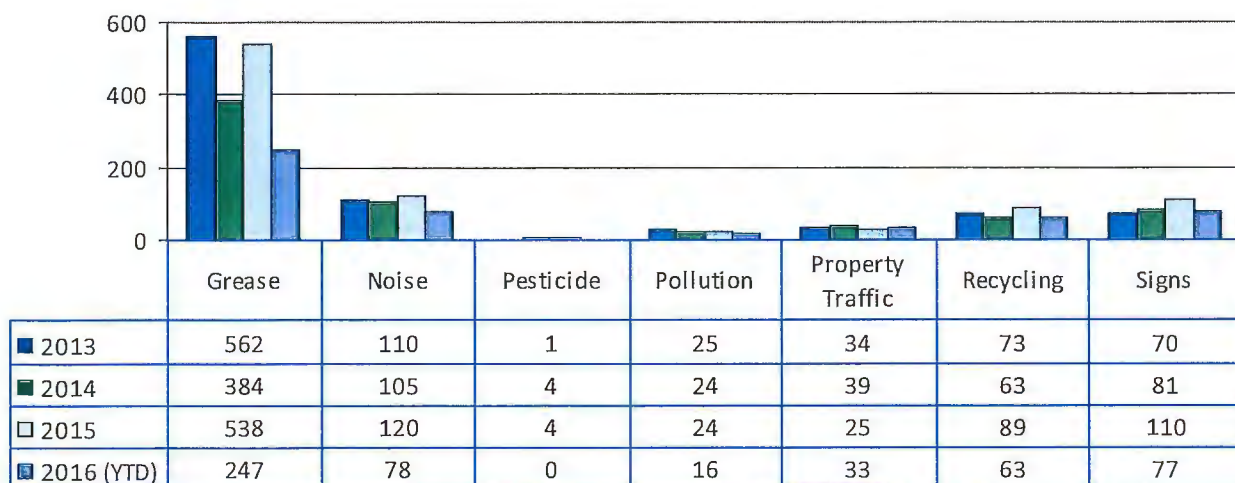 600
400
200
0
Grease Noise Pesticide Pollution Property Traffic Recycling Signs
2013 562 110 1 25 34 73 70
2014 384 105 4 24 39 63 81
2015 538 120 4 24 25 89 110
2016 (YTD) 247 78 0 16 33 63 77